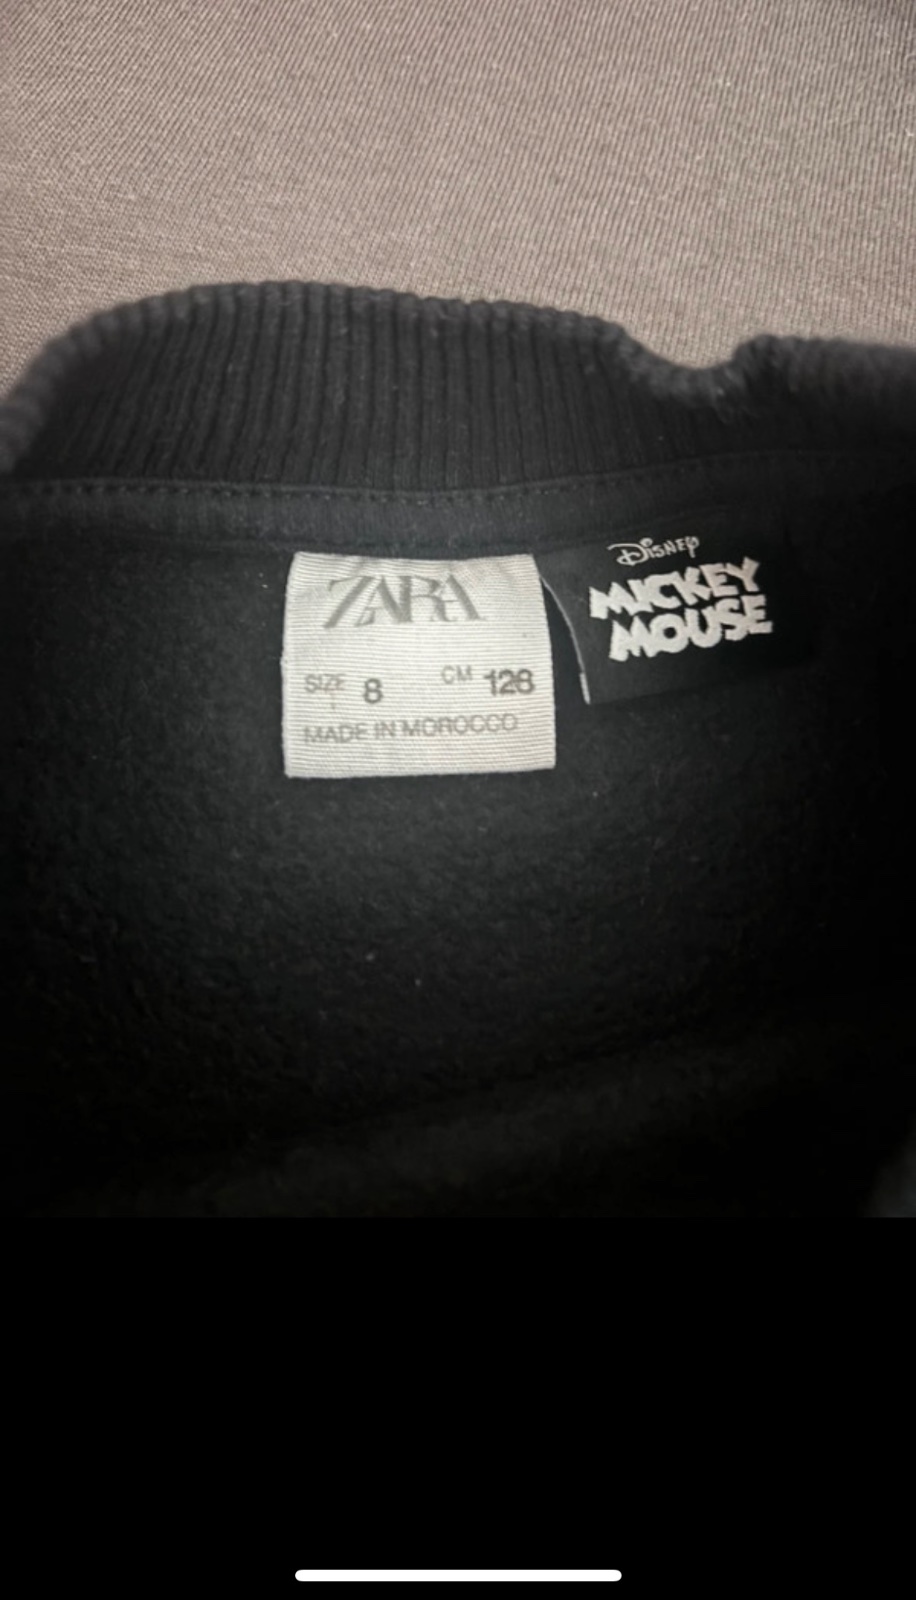 ZARA
SIZE 8 CM 128
MADE IN MOROCCO
Disney
MICKEY
MOUSE